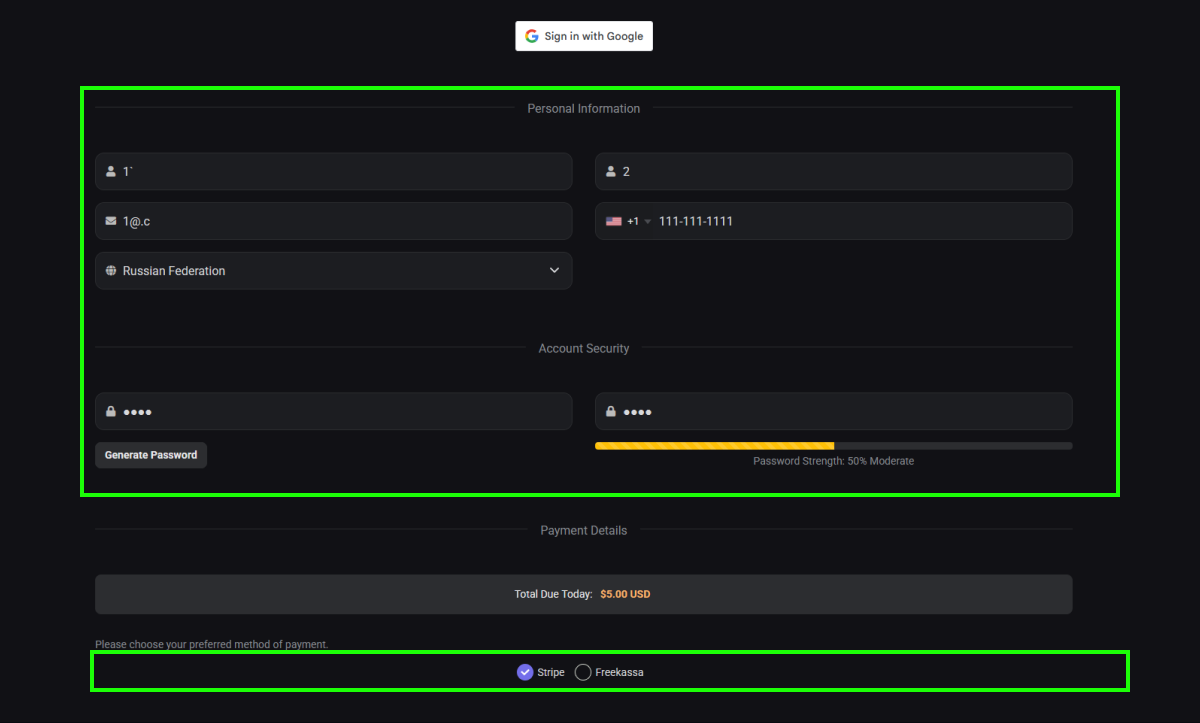 Sign in with Google
Personal Information
1`
2
1@.c
+1 111-111-1111
Russian Federation
Account Security
••••
••••
Generate Password
Password Strength: 50% Moderate
Payment Details
Total Due Today: $5.00 USD
Please choose your preferred method of payment.
Stripe Freekassa